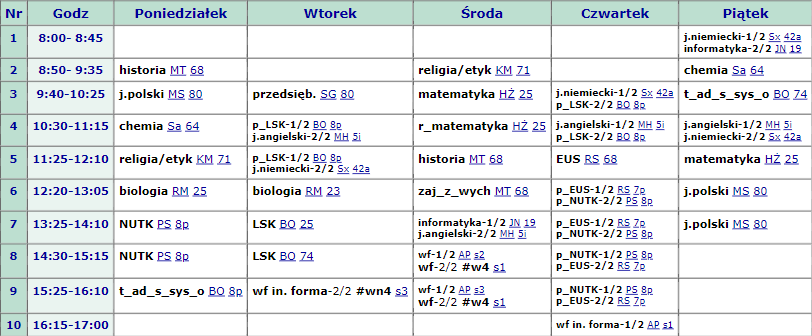 Nr Godz Poniedziałek Wtorek Środa Czwartek Piątek
1 8:00- 8:45 j.niemiecki-1/2 Sx 42a
informatyka-2/2 JN 19
2 8:50- 9:35 historia MT 68 religia/etyk KM 71 chemia Sa 64
3 9:40-10:25 j.polski MS 80 przedsięb. SG 80 matematyka HŻ 25 j.niemiecki-1/2 Sx 42a t_ad_s_sys_o BO 74
p_LSK-2/2 BO 8p
4 10:30-11:15 chemia Sa 64 p_LSK-1/2 BO 8p r_matematyka HŻ 25 j.angielski-1/2 MH 5i j.angielski-1/2 MH 5i
j.angielski-2/2 MH 5i p_LSK-2/2 BO 8p j.niemiecki-2/2 Sx 42a
5 11:25-12:10 religia/etyk KM 71 p_LSK-1/2 BO 8p historia MT 68 EUS RS 68 matematyka HŻ 25
j.niemiecki-2/2 Sx 42a
6 12:20-13:05 biologia RM 25 biologia RM 23 zaj_z_wych MT 68 p_EUS-1/2 RS 7p j.polski MS 80
p_NUTK-2/2 PS 8p
7 13:25-14:10 NUTK PS 8p LSK BO 25 informatyka-1/2 JN 19 p_EUS-1/2 RS 7p j.polski MS 80
j.angielski-2/2 MH 5i p_NUTK-2/2 PS 8p
8 14:30-15:15 NUTK PS 8p LSK BO 74 wf-1/2 AP s2 p_NUTK-1/2 PS 8p
wf-2/2 #w4 s1 p_EUS-2/2 RS 7p
9 15:25-16:10 t_ad_s_sys_o BO 8p wf in. forma-2/2 #wn4 s3 wf-1/2 AP s3 p_NUTK-1/2 PS 8p
wf-2/2 #w4 s1 p_EUS-2/2 RS 7p
10 16:15-17:00 wf in. forma-1/2 AP s1